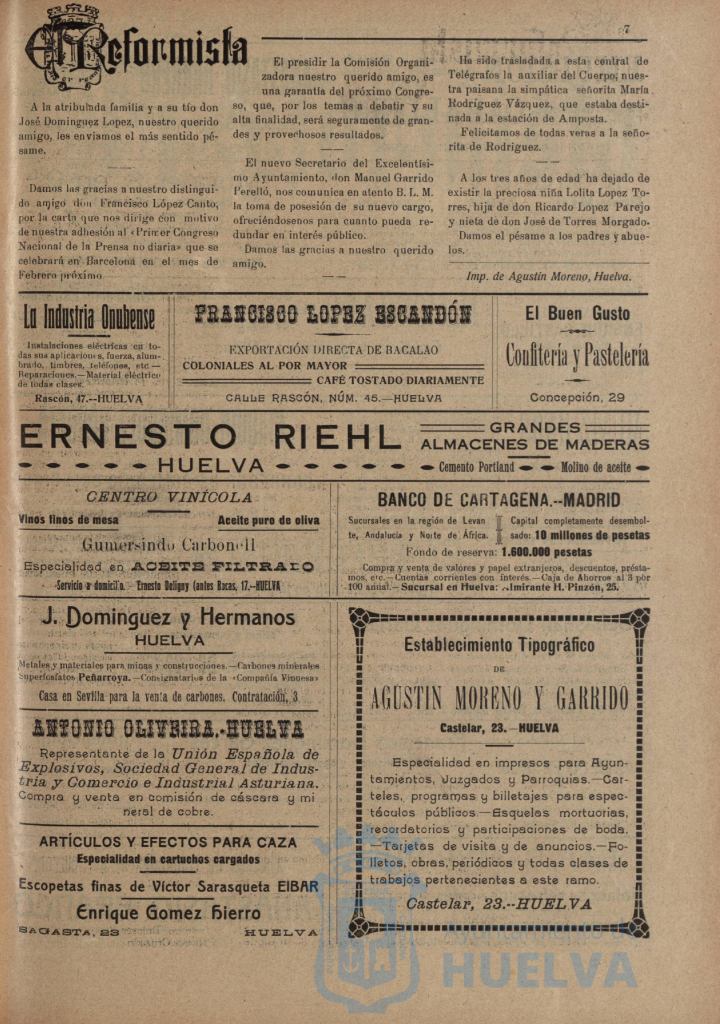 El Reformista
7
A la atribulada familia y a su tío don
José Dominguez Lopez, nuestro querido
amigo, les enviamos el más sentido pé-
same.
Damos las gracias a nuestro distingui-
do amigo don Francisco López Canto,
por la carta que nos dirige con motivo
de nuestra adhesión al «Primer Congreso
Nacional de la Prensa no diaria» que se
celebrará en Barcelona en el mes de
Febrero próximo.
El presidir la Comisión Organi-
zadora nuestro querido amigo, es
una garantía del próximo Congre-
so, que, por los temas a debatir y su
alta finalidad, será seguramente de gran-
des y provechosos resultados.
El nuevo Secretario del Excelentísi-
mo Ayuntamiento, don Manuel Garrido
Perelló, nos comunica en atento B. L. M.
la toma de posesión de su nuevo cargo,
ofreciéndosenos para cuanto pueda re-
dundar en interés público.
Damos las gracias a nuestro querido
amigo.
Ha sido trasladada a esta central de
Telégrafos la auxiliar del Cuerpo, nues-
tra paisana la simpática señorita María
Rodríguez Vázquez, que estaba desti-
nada a la estación de Amposta.
Felicitamos de todas veras a la seño-
rita de Rodriguez.
A los tres años de edad ha dejado de
existir la preciosa niña Lolita Lopez To-
rres, hija de don Ricardo Lopez Parejo
y nieta de don José de Torres Morgado.
Damos el pésame a los padres y abue-
los.
Imp. de Agustín Moreno, Huelva.
La Industria Onubense
Instalaciones eléctricas en to-
das sus aplicaciones, fuerza, alum-
brado, timbres, teléfonos, etc.—
Reparaciones.—Material eléctrico
de todas clases.
Rascón, 47.--HUELVA
FRANCISCO LOPEZ ESCANDÓN
EXPORTACIÓN DIRECTA DE BACALAO
COLONIALES AL POR MAYOR
CAFÉ TOSTADO DIARIAMENTE
CALLE RASCÓN, NÚM. 45.—HUELVA
El Buen Gusto
Confitería y Pastelería
Concepción, 29
ERNESTO RIEHL
HUELVA
GRANDES
ALMACENES DE MADERAS
Cemento Portland
Molino de aceite
CENTRO VINÍCOLA
Vinos finos de mesa
Aceite puro de oliva
Gumersindo Carbonell
Especialidad en ACEITE FILTRADO
Servicio a domicilio.- Ernesto Deligny (antes Bocas, 17.--HUELVA
BANCO DE CARTAGENA.--MADRID
Sucursales en la región de Levan
te, Andalucía y Norte de África.
Capital completamente desembol-
sado: 10 millones de pesetas
Fondo de reserva: 1.600.000 pesetas
Compra y venta de valores y papel extranjeros, descuentos, présta-
mos, etc.—Cuentas corrientes con interés.—Caja de Ahorros al 3 por
100 anual.—Sucursal en Huelva: Almirante H. Pinzón, 25.
J. Dominguez y Hermanos
HUELVA
Metales y materiales para minas y construcciones.—Carbones minerales
Superfosfatos Peñarroya.—Consignatarios de la «Compañía Vinuesa»
Casa en Sevilla para la venta de carbones. Contratación, 3
ANTONIO OLIVEIRA.-HUELVA
Representante de la Unión Española de
Explosivos, Sociedad General de Indus-
tria y Comercio e Industrial Asturiana.
Compra y venta en comisión de cáscara y mi
neral de cobre.
ARTÍCULOS Y EFECTOS PARA CAZA
Especialidad en cartuchos cargados
Escopetas finas de Víctor Sarasqueta EIBAR
Enrique Gomez Hierro
SAGASTA, 23
HUELVA
Establecimiento Tipográfico
DE
AGUSTIN MORENO Y GARRIDO
Castelar, 23.—HUELVA
Especialidad en impresos para Ayun-
tamientos, Juzgados y Parroquias.—Car-
teles, programas y billetajes para espec-
táculos públicos.—Esquelas mortuorias,
recordatorios y participaciones de boda.
—Tarjetas de visita y de anuncios.—Fo-
lletos, obras, periódicos y todas clases de
trabajos pertenecientes a este ramo.
Castelar, 23.--HUELVA
Ayuntamiento de
HUELVA